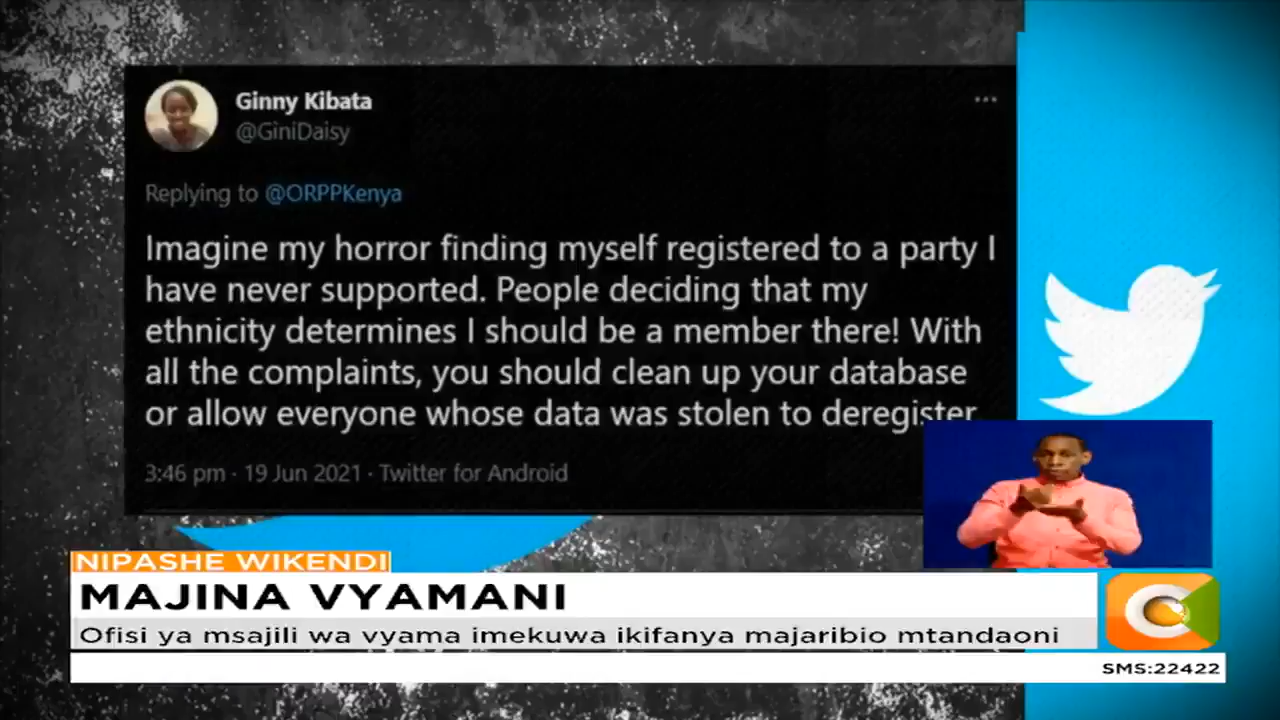 Ginny Kibata
@GiniDaisy
Replying to @ORPPKenya
Imagine my horror finding myself registered to a party I
have never supported. People deciding that my
ethnicity determines I should be a member there! With
all the complaints, you should clean up your database
or allow everyone whose data was stolen to deregister
3:46 pm · 19 Jun 2021 · Twitter for Android
NIPASHE WIKENDI
MAJINA VYAMANI
Ofisi ya msajili wa vyama imekuwa ikifanya majaribio mtandaoni
SMS:22422